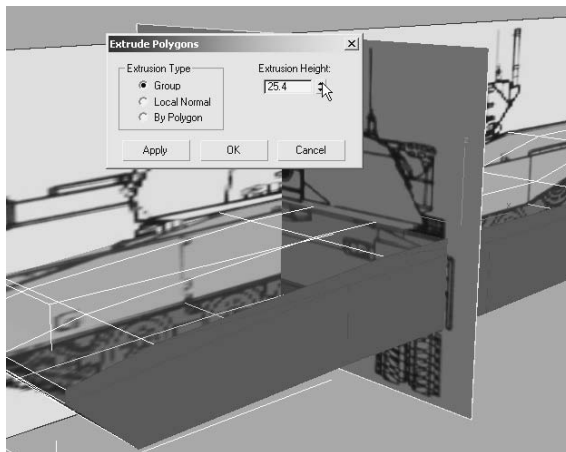 Extrude Polygons
Extrusion Type
Group
Local Normal
By Polygon
Extrusion Height:
25.4
Apply
OK
Cancel